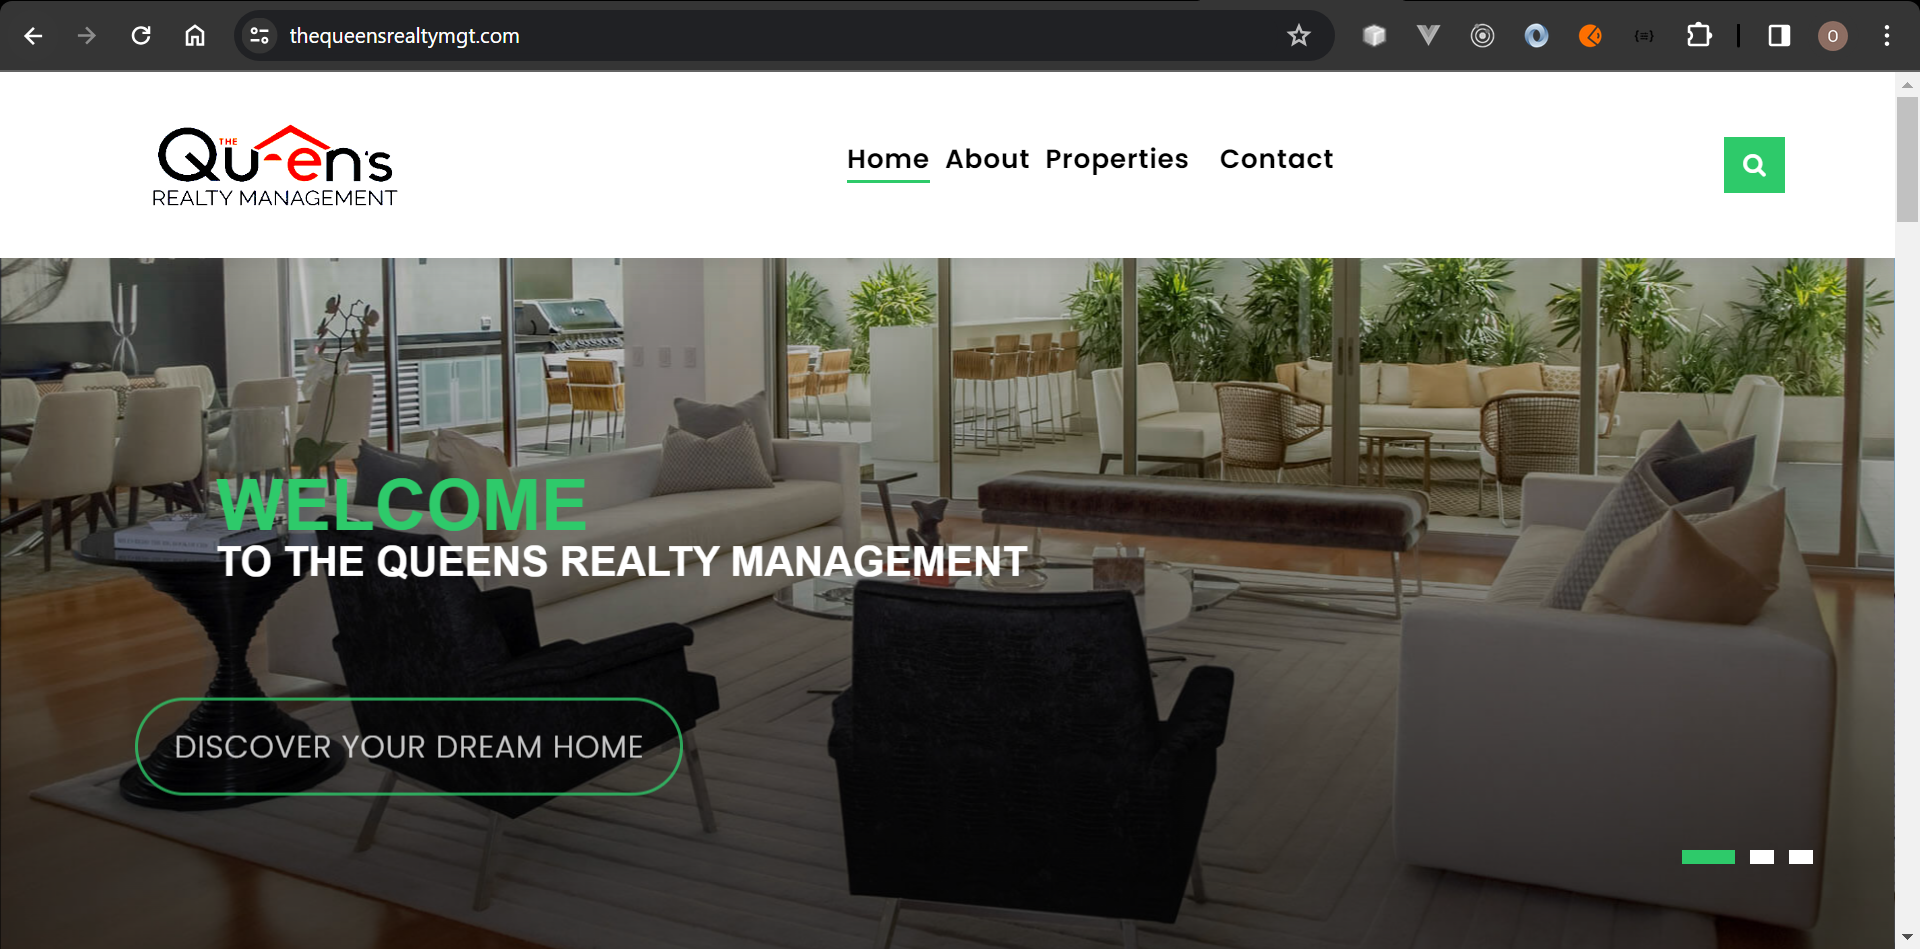 thequeensrealtymgt.com
O
THE
Queens
REALTY MANAGEMENT
Home About Properties Contact
WELCOME
TO THE QUEENS REALTY MANAGEMENT
DISCOVER YOUR DREAM HOME